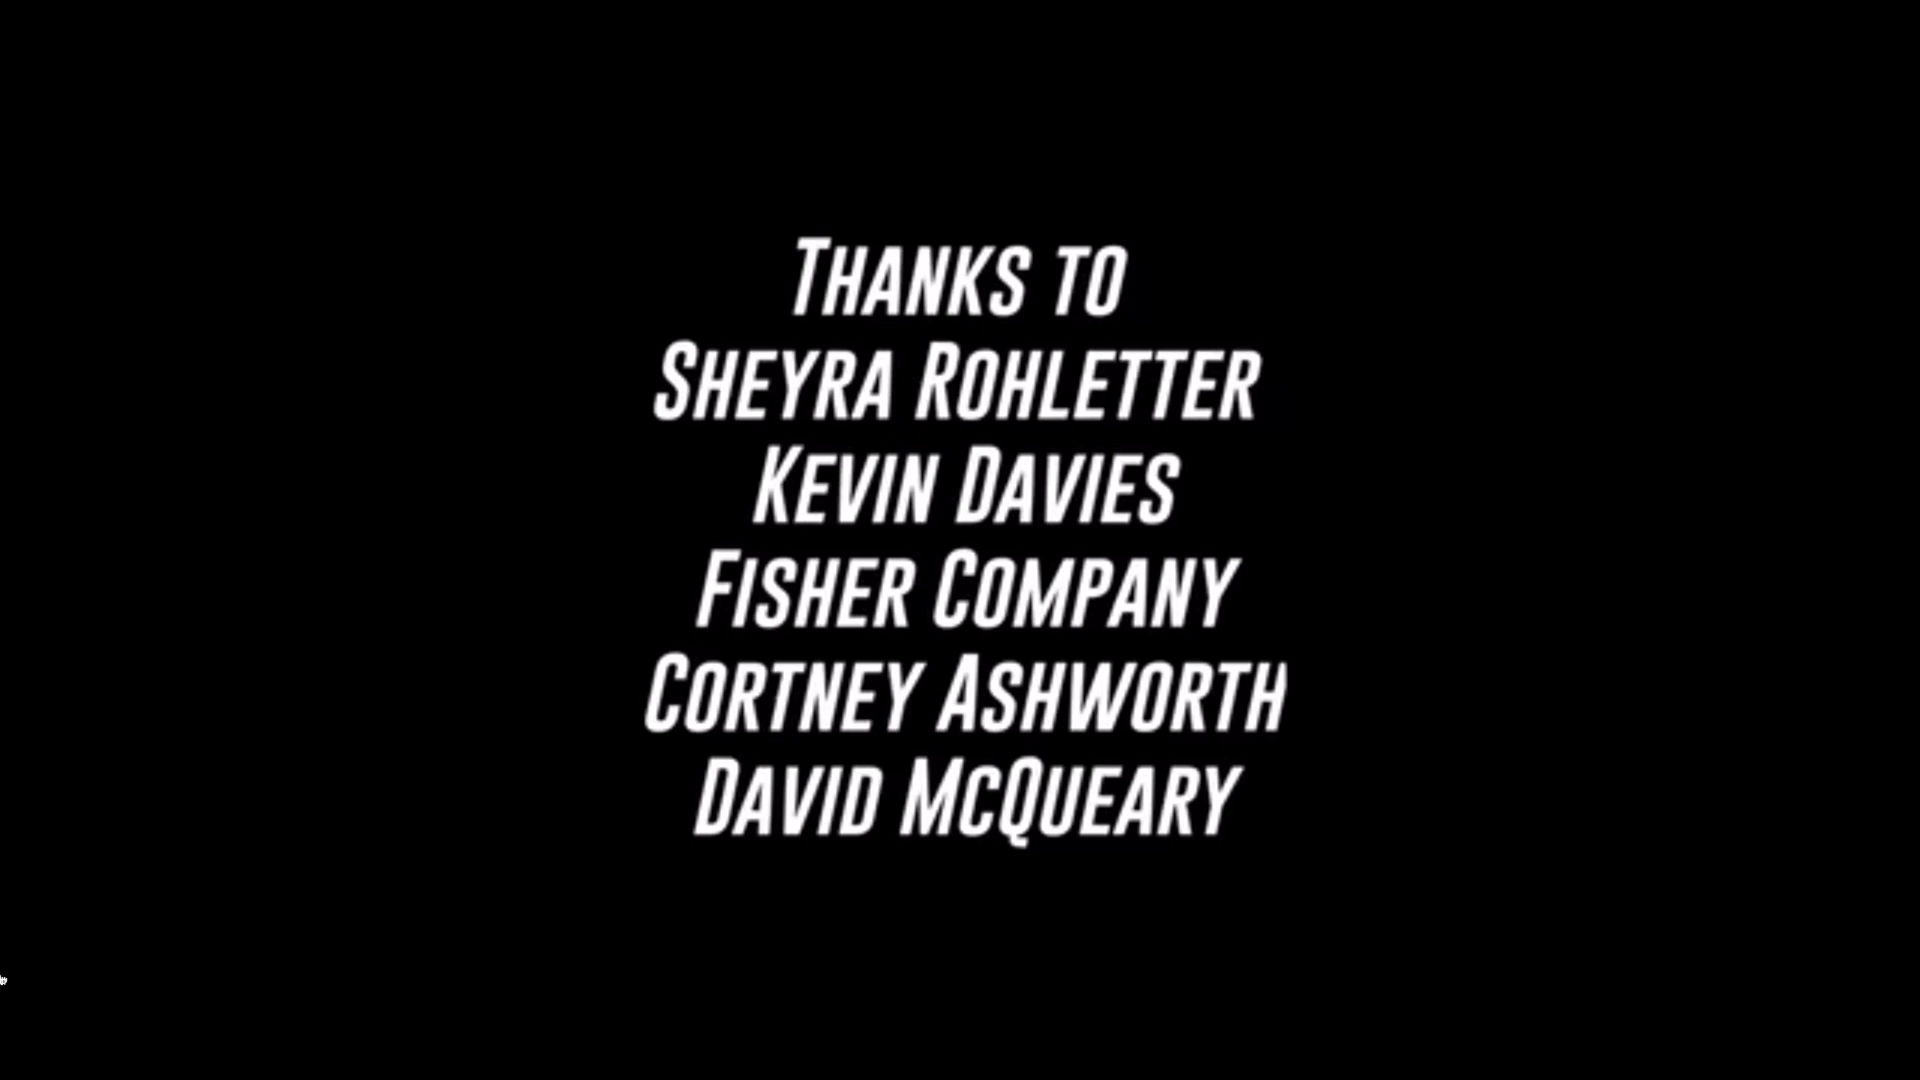 Thanks to
Sheyra Rohletter
Kevin Davies
Fisher Company
Cortney Ashworth
David McQueary